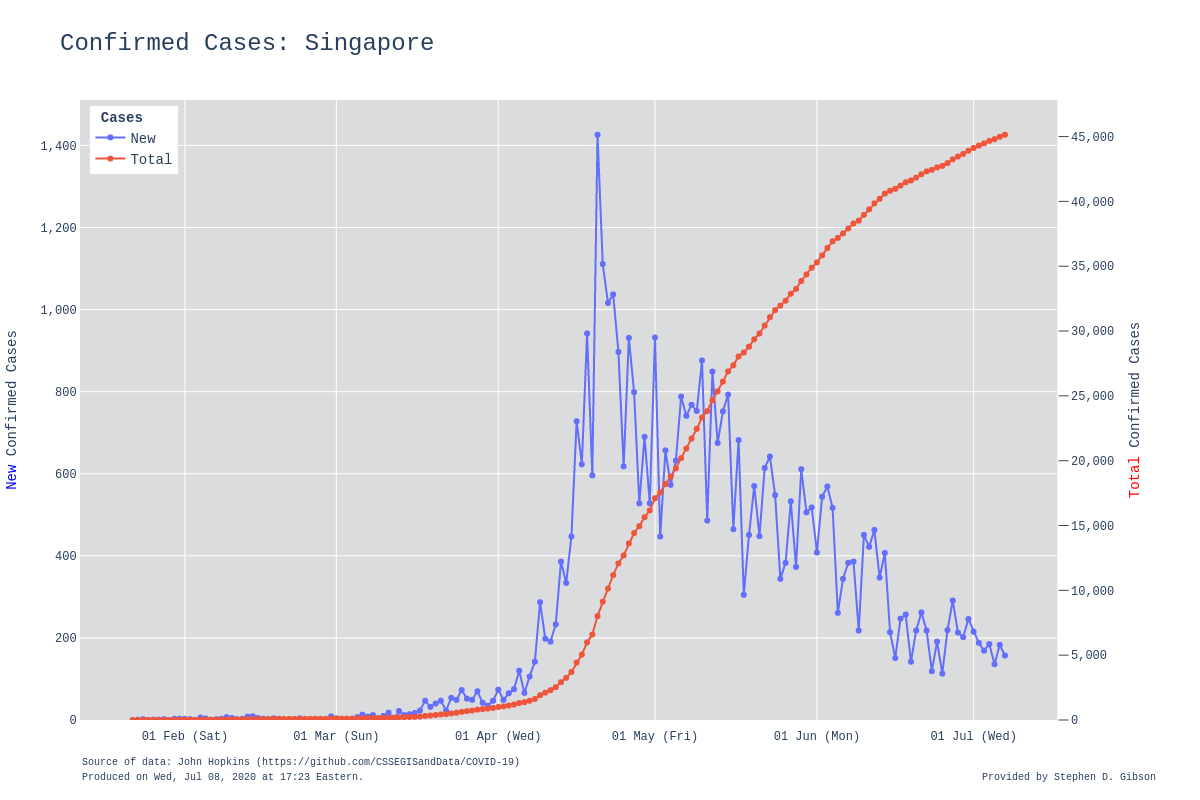 Confirmed Cases: Singapore
Cases
New
Total
1,400
1,200
1,000
800
600
400
200
0
New Confirmed Cases
45,000
40,000
35,000
30,000
25,000
20,000
15,000
10,000
5,000
0
Total Confirmed Cases
01 Feb (Sat) 01 Mar (Sun) 01 Apr (Wed) 01 May (Fri) 01 Jun (Mon) 01 Jul (Wed)
Source of data: John Hopkins (https://github.com/CSSEGISandData/COVID-19)
Produced on Wed, Jul 08, 2020 at 17:23 Eastern.
Provided by Stephen D. Gibson